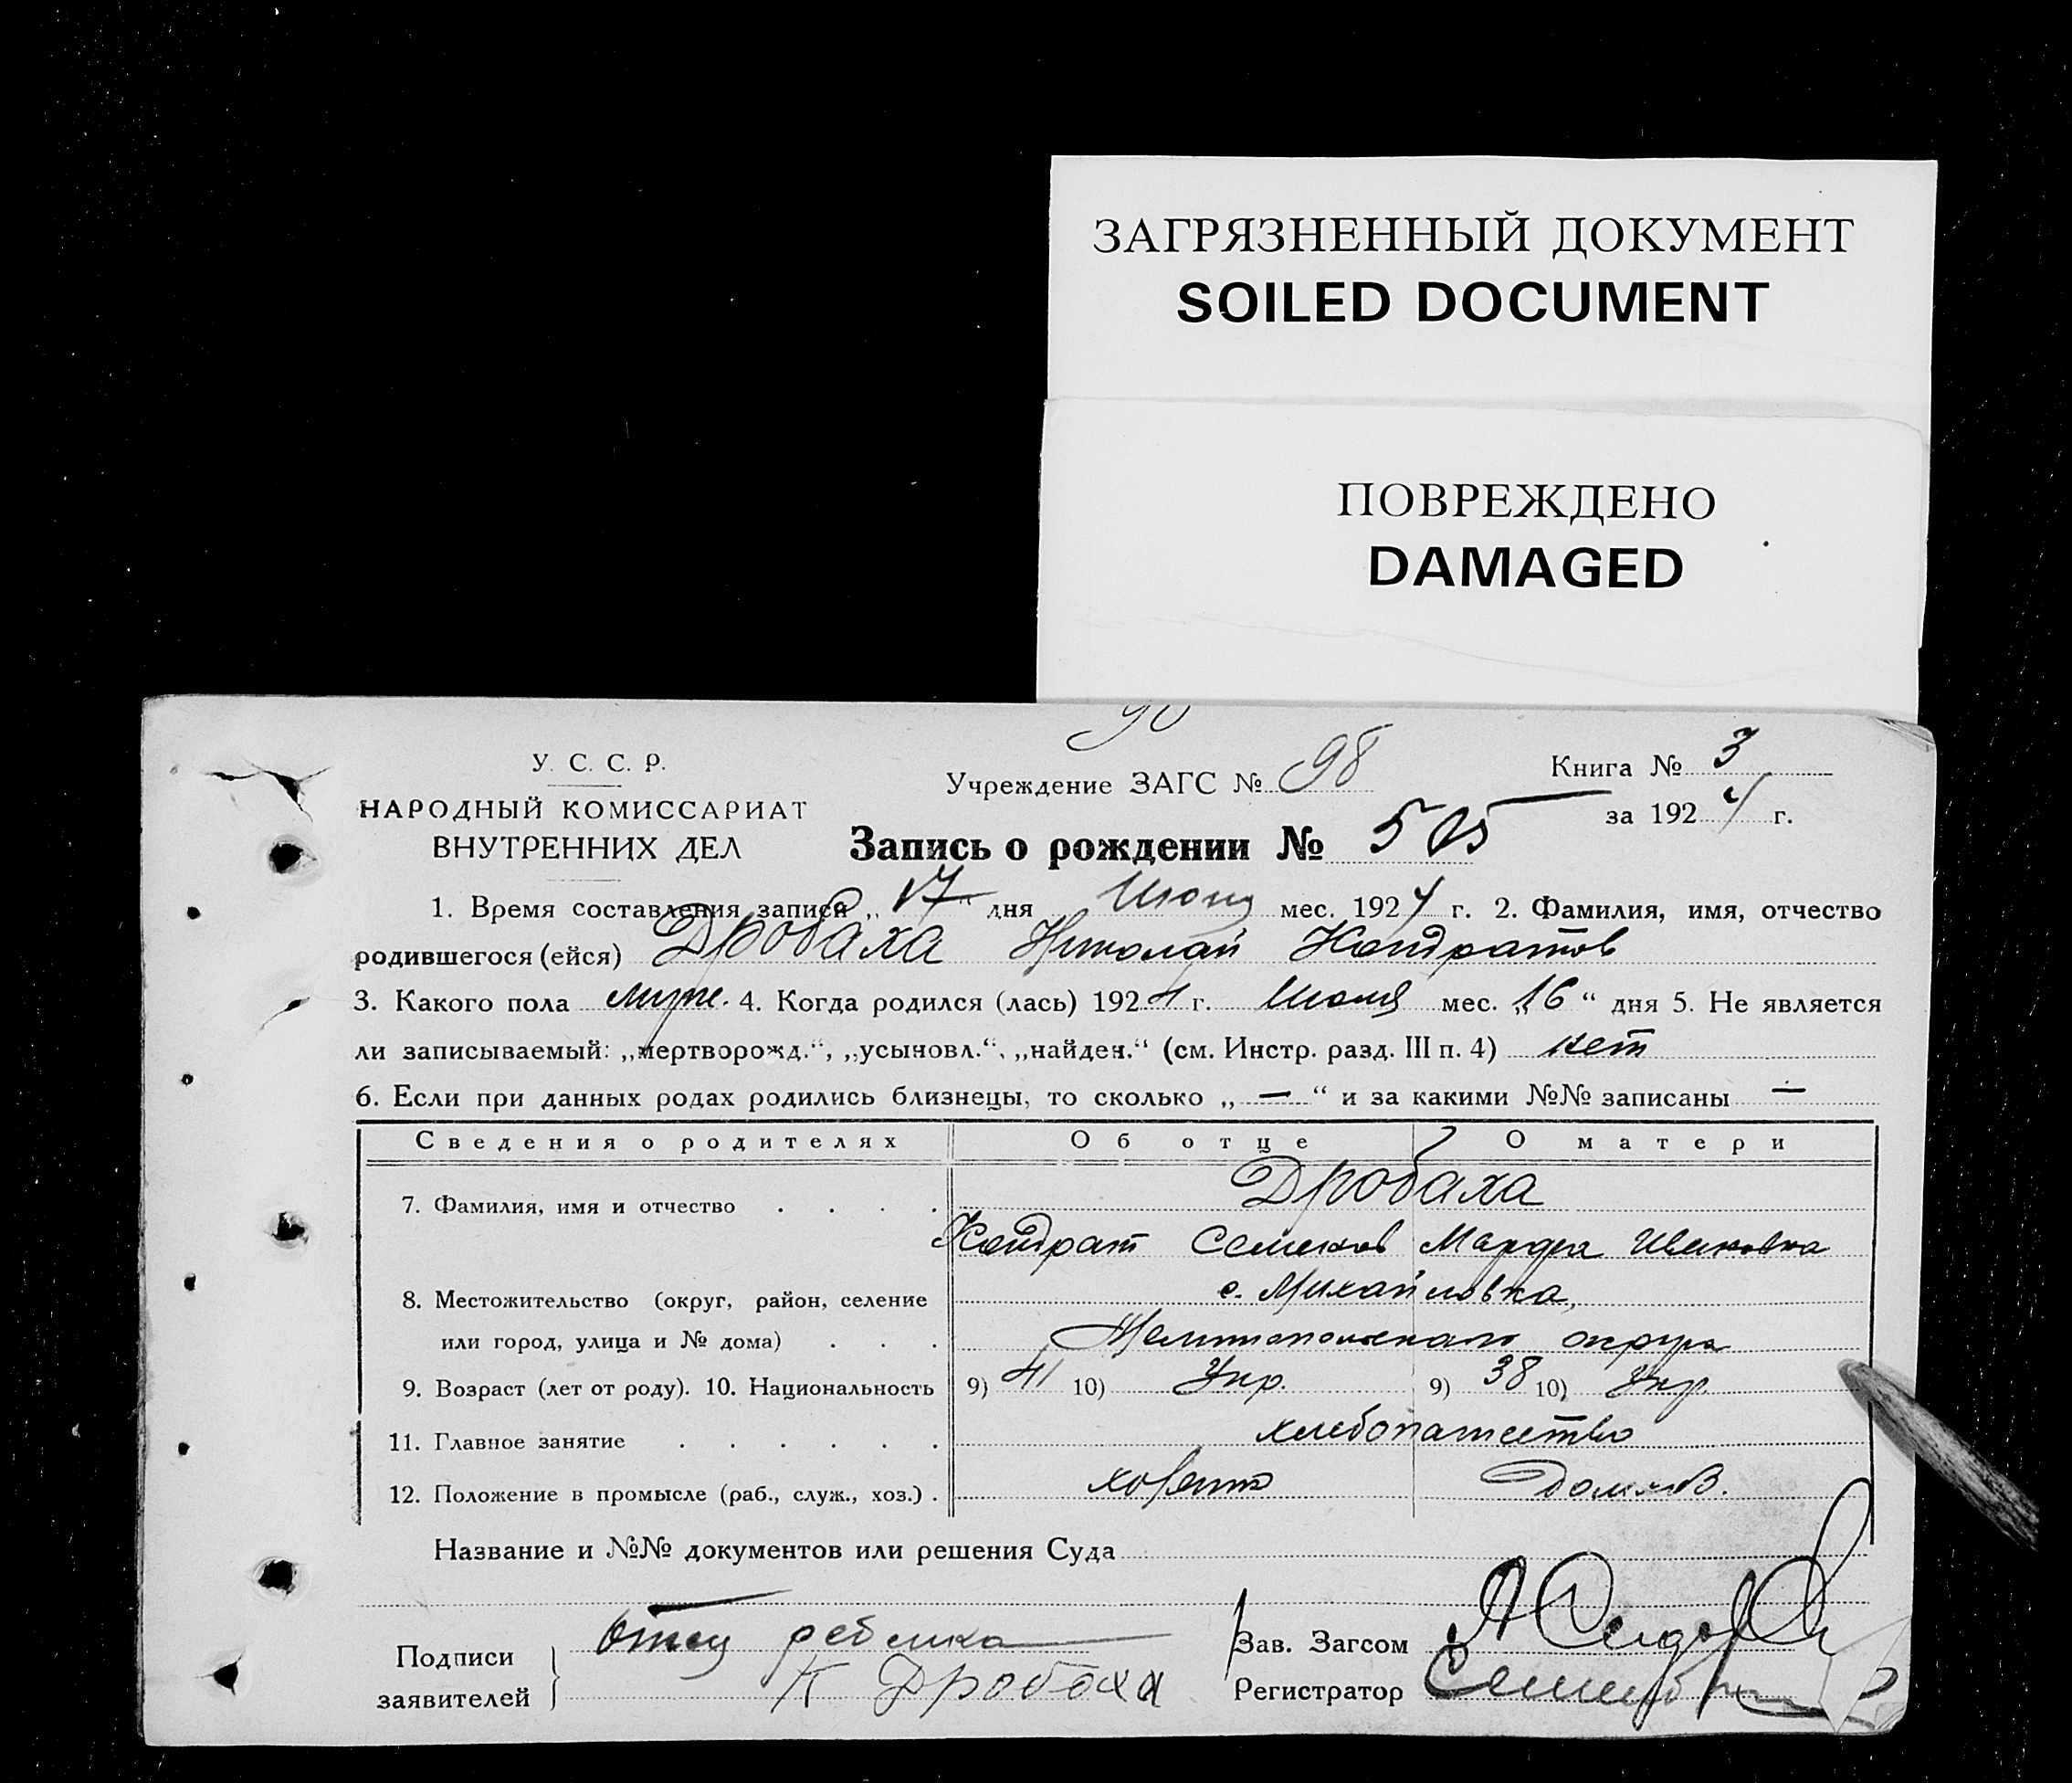 ЗАГРЯЗНЕННЫЙ ДОКУМЕНТ
SOILED DOCUMENT
ПОВРЕЖДЕНО
DAMAGED
У. С. С. Р.
НАРОДНЫЙ КОМИССАРИАТ
ВНУТРЕННИХ ДЕЛ
Учреждение ЗАГС № 98
Книга № 3
за 1924 г.
Запись о рождении № 505
1. Время составления записи „17“ дня мес. 1924 г. 2. Фамилия, имя, отчество
родившегося (ейся) Дробаха Николай Кондратов
3. Какого пола муж. 4. Когда родился (лась) 1924 г. Июля мес. „16“ дня 5. Не является
ли записываемый: „мертворожд.“, „усыновл.“, „найден.“ (см. Инстр. разд. III п. 4) нет
6. Если при данных родах родились близнецы, то сколько „—“ и за какими №№ записаны —
Сведения о родителях Об отце О матери
7. Фамилия, имя и отчество . . . . Дробаха
Кондрат Семенов Марфа Ивановна
8. Местожительство (округ, район, селение с. Михайловка,
или город, улица и № дома) . . . Мелитопольского округа
9. Возраст (лет от роду). 10. Национальность 9) 41 10) Укр. 9) 38 10) Укр
11. Главное занятие . . . . . . хлебопашество
12. Положение в промысле (раб., служ., хоз.) .
Название и №№ документов или решения Суда
Подписи заявителей
отец ребенка
К Дробаха
Зав. Загсом
Регистратор